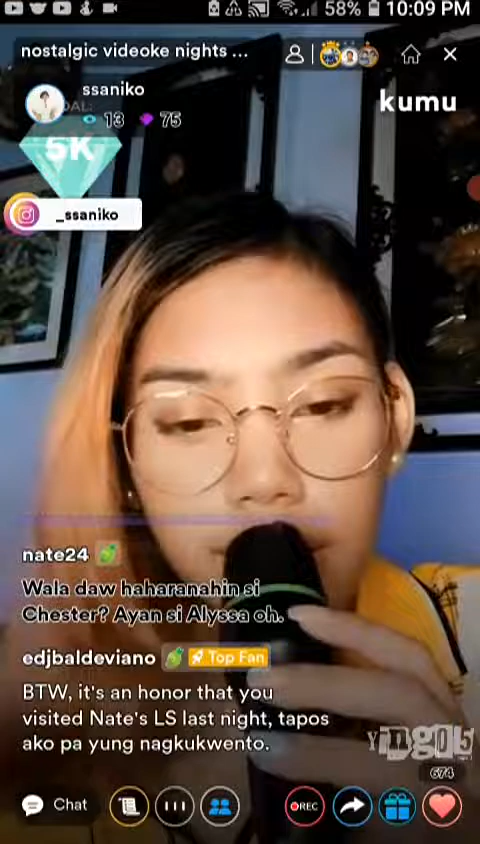 58% 10:09 PM
nostalgic videoke nights ...
ssaniko
13 75
kumu
5K
_ssaniko
nate24
Wala daw haharanahin si
Chester? Ayan si Alyssa oh.
edjbaldeviano Top Fan
BTW, it's an honor that you
visited Nate's LS last night, tapos
ako pa yung nagkukwento.
674
Chat
REC